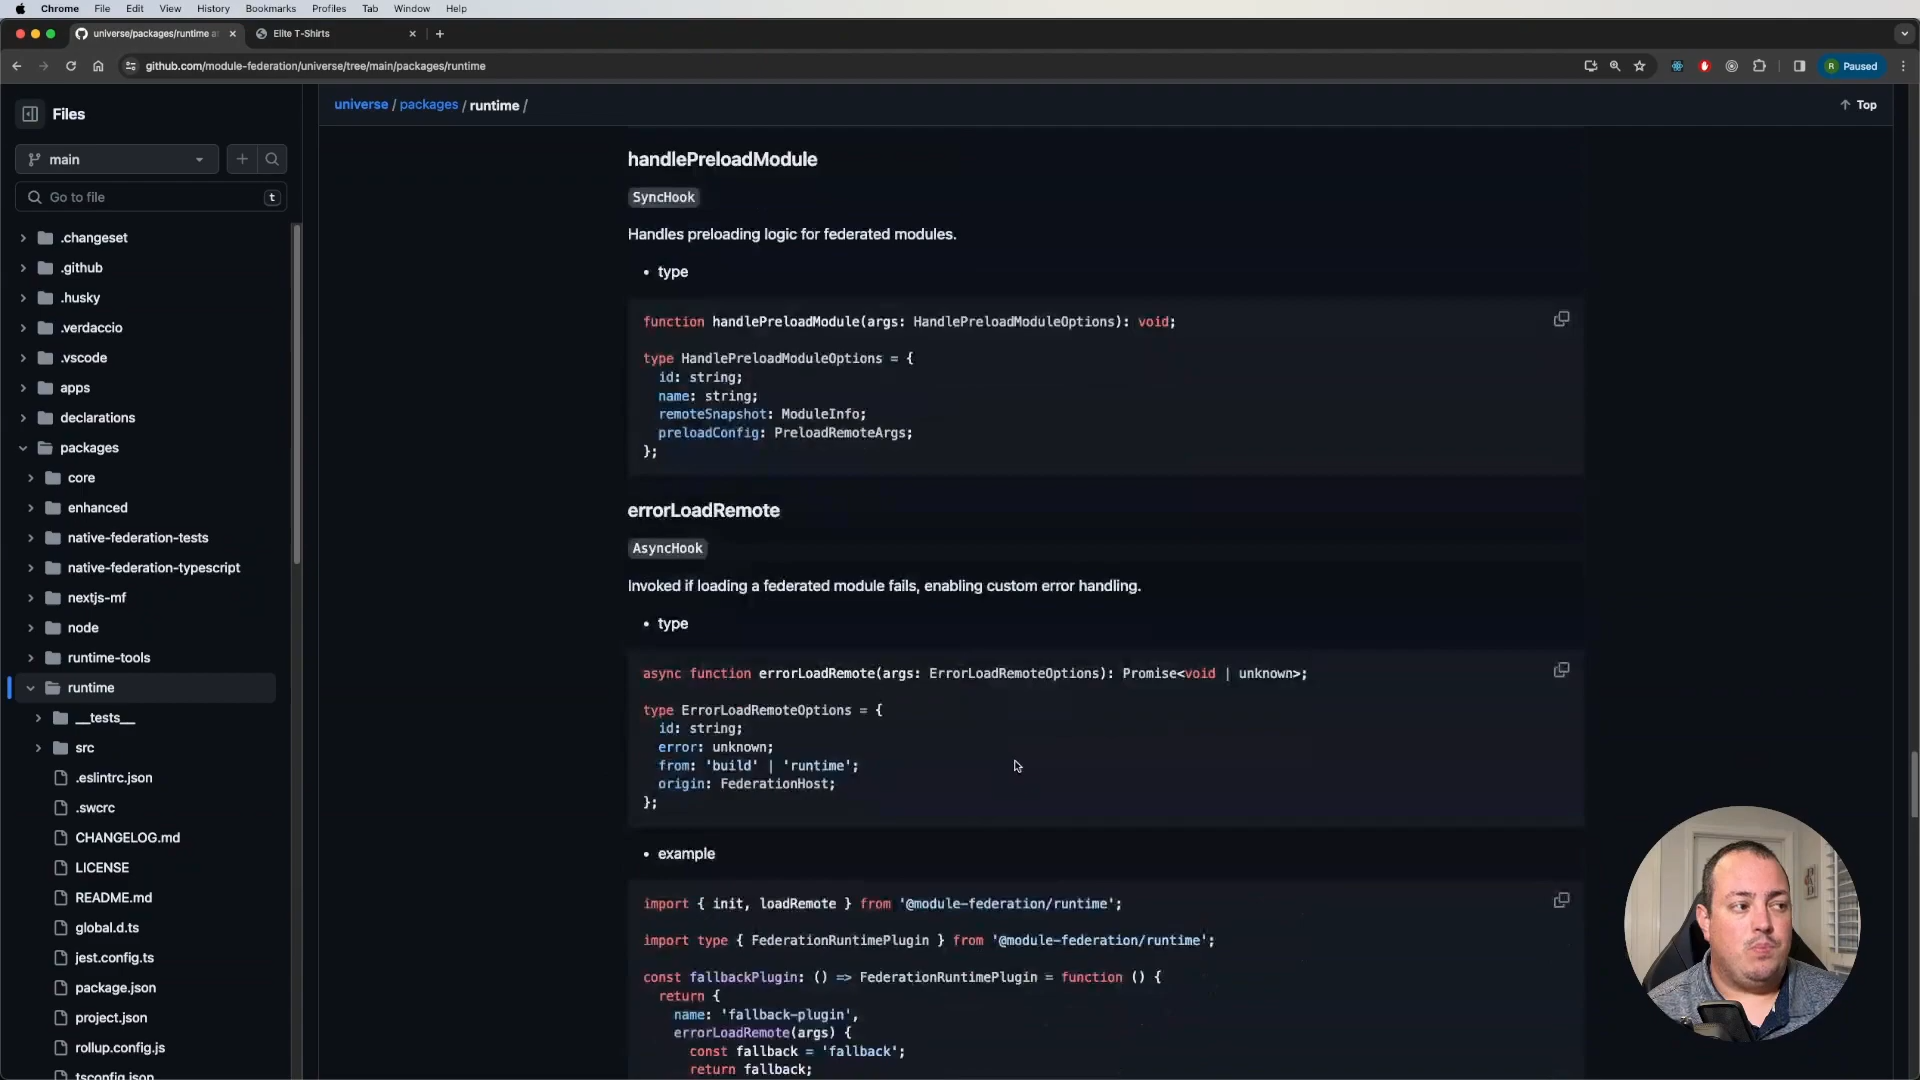 Chrome File Edit View History Bookmarks Profiles Tab Window Help
universe/packages/runtime a
Elite T-Shirts
github.com/module-federation/universe/tree/main/packages/runtime
R Paused
Files
main
Go to file
t
.changeset
.github
.husky
.verdaccio
.vscode
apps
declarations
packages
core
enhanced
native-federation-tests
native-federation-typescript
nextjs-mf
node
runtime-tools
runtime
__tests__
src
.eslintrc.json
.swcrc
CHANGELOG.md
LICENSE
README.md
global.d.ts
jest.config.ts
package.json
project.json
rollup.config.js
tsconfig.json
universe / packages / runtime /
Top
handlePreloadModule
SyncHook
Handles preloading logic for federated modules.
• type
function handlePreloadModule(args: HandlePreloadModuleOptions): void;
type HandlePreloadModuleOptions = {
id: string;
name: string;
remoteSnapshot: ModuleInfo;
preloadConfig: PreloadRemoteArgs;
};
errorLoadRemote
AsyncHook
Invoked if loading a federated module fails, enabling custom error handling.
• type
async function errorLoadRemote(args: ErrorLoadRemoteOptions): Promise<void | unknown>;
type ErrorLoadRemoteOptions = {
id: string;
error: unknown;
from: 'build' | 'runtime';
origin: FederationHost;
};
• example
import { init, loadRemote } from '@module-federation/runtime';
import type { FederationRuntimePlugin } from '@module-federation/runtime';
const fallbackPlugin: () => FederationRuntimePlugin = function () {
return {
name: 'fallback-plugin',
errorLoadRemote(args) {
const fallback = 'fallback';
return fallback;